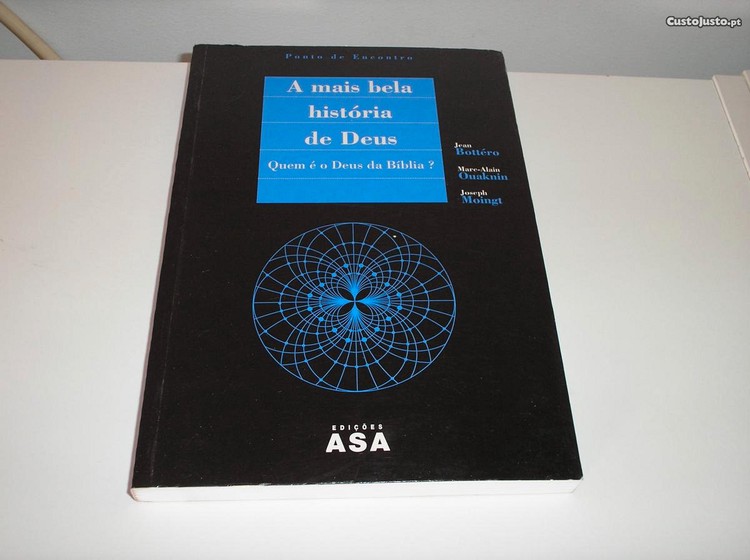 CustoJusto.pt
Ponto de Encontro
A mais bela
história
de Deus
Quem é o Deus da Bíblia ?
Jean
Bottéro
Marc-Alain
Ouaknin
Joseph
Moingt
EDIÇÕES
ASA